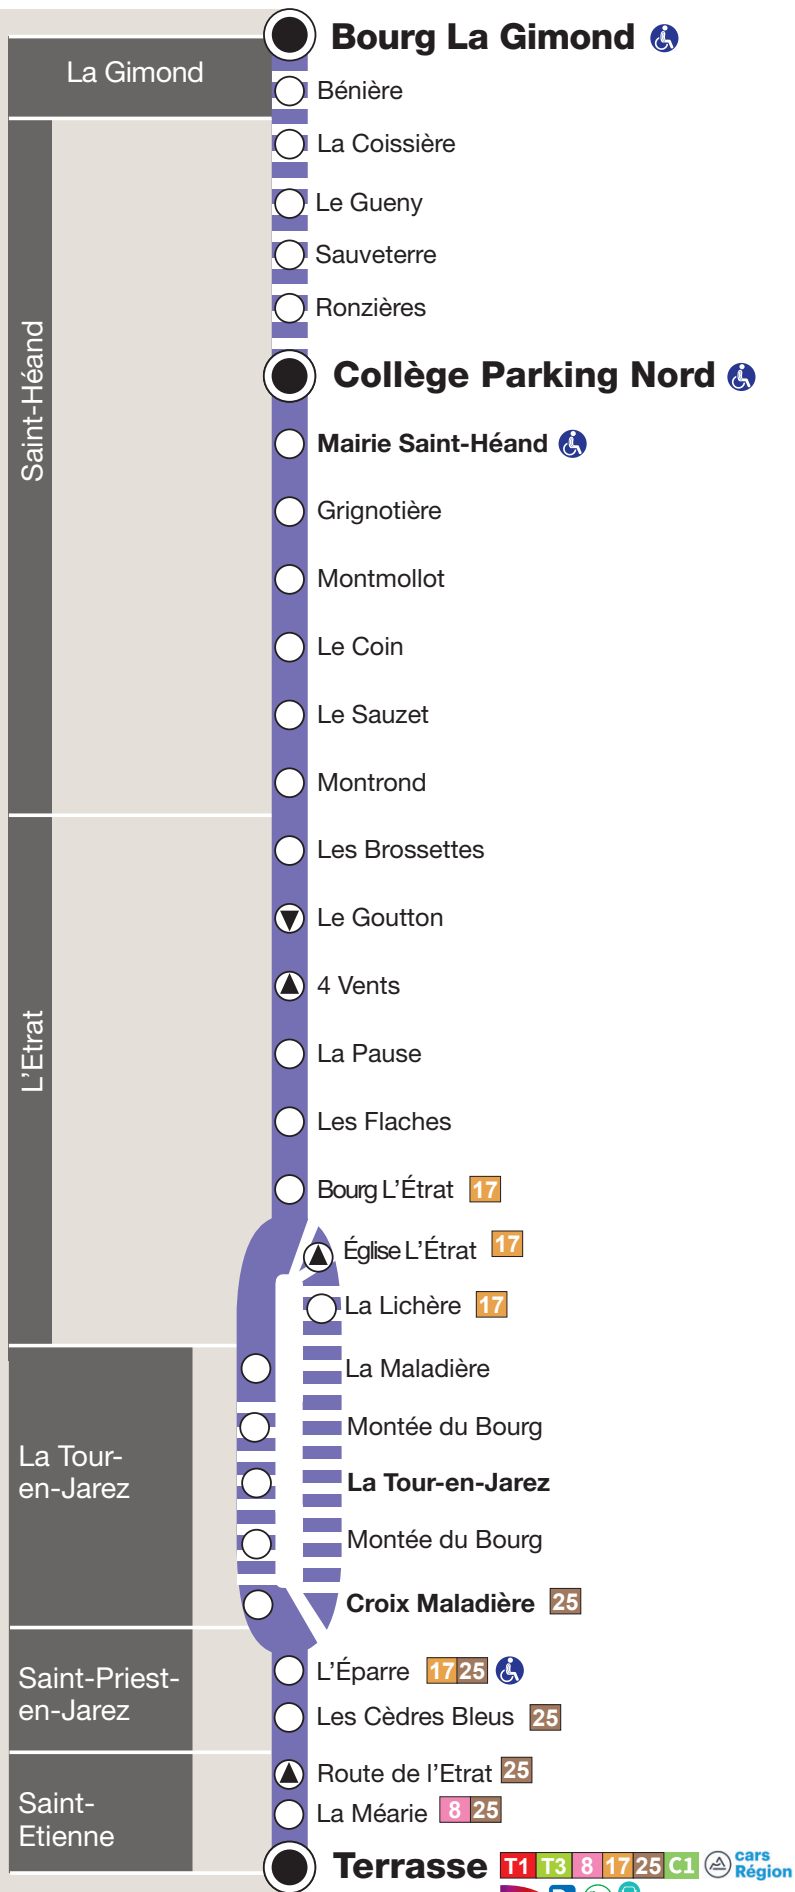 Bourg La Gimond
La Gimond
Bénière
La Coissière
Le Gueny
Sauveterre
Ronzières
Saint-Héand
Collège Parking Nord
Mairie Saint-Héand
Grignotière
Montmollot
Le Coin
Le Sauzet
Montrond
Les Brossettes
Le Goutton
4 Vents
L'Etrat
La Pause
Les Flaches
Bourg L'Étrat 17
Église L'Étrat 17
La Lichère 17
La Maladière
Montée du Bourg
La Tour-
en-Jarez
La Tour-en-Jarez
Montée du Bourg
Croix Maladière 25
Saint-Priest-
en-Jarez
L'Éparre 17 25
Les Cèdres Bleus 25
Route de l'Etrat 25
Saint-
Etienne
La Méarie 8 25
Terrasse T1 T3 8 17 25 C1 cars
Région